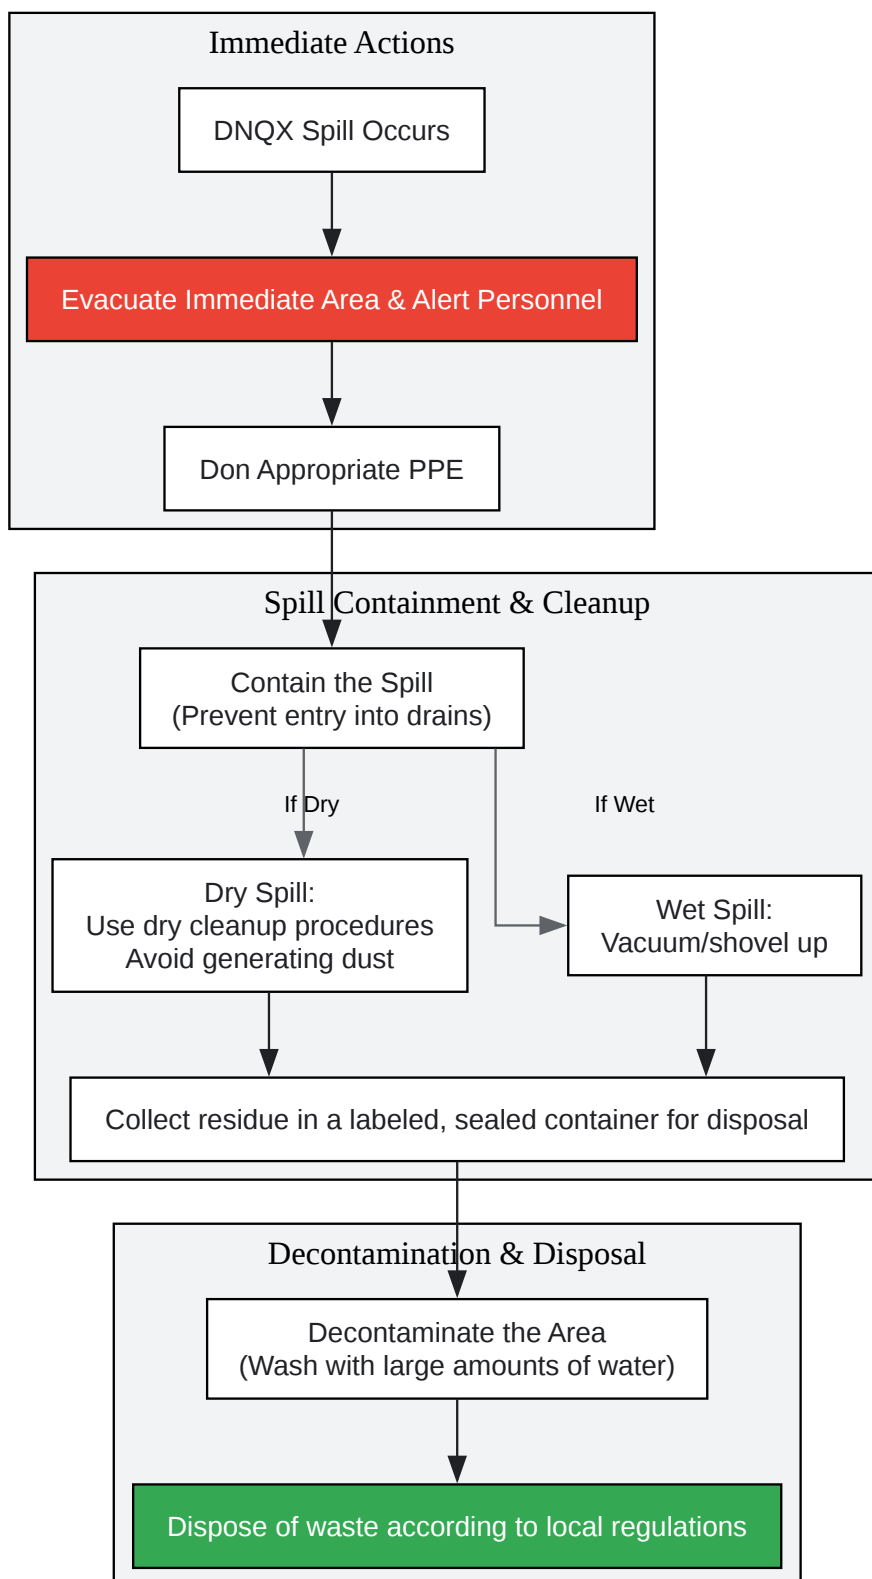 Immediate Actions
DNQX Spill Occurs
Evacuate Immediate Area & Alert Personnel
Don Appropriate PPE
Spill Containment & Cleanup
Contain the Spill
(Prevent entry into drains)
If Dry
If Wet
Dry Spill:
Use dry cleanup procedures
Avoid generating dust
Wet Spill:
Vacuum/shovel up
Collect residue in a labeled, sealed container for disposal
Decontamination & Disposal
Decontaminate the Area
(Wash with large amounts of water)
Dispose of waste according to local regulations